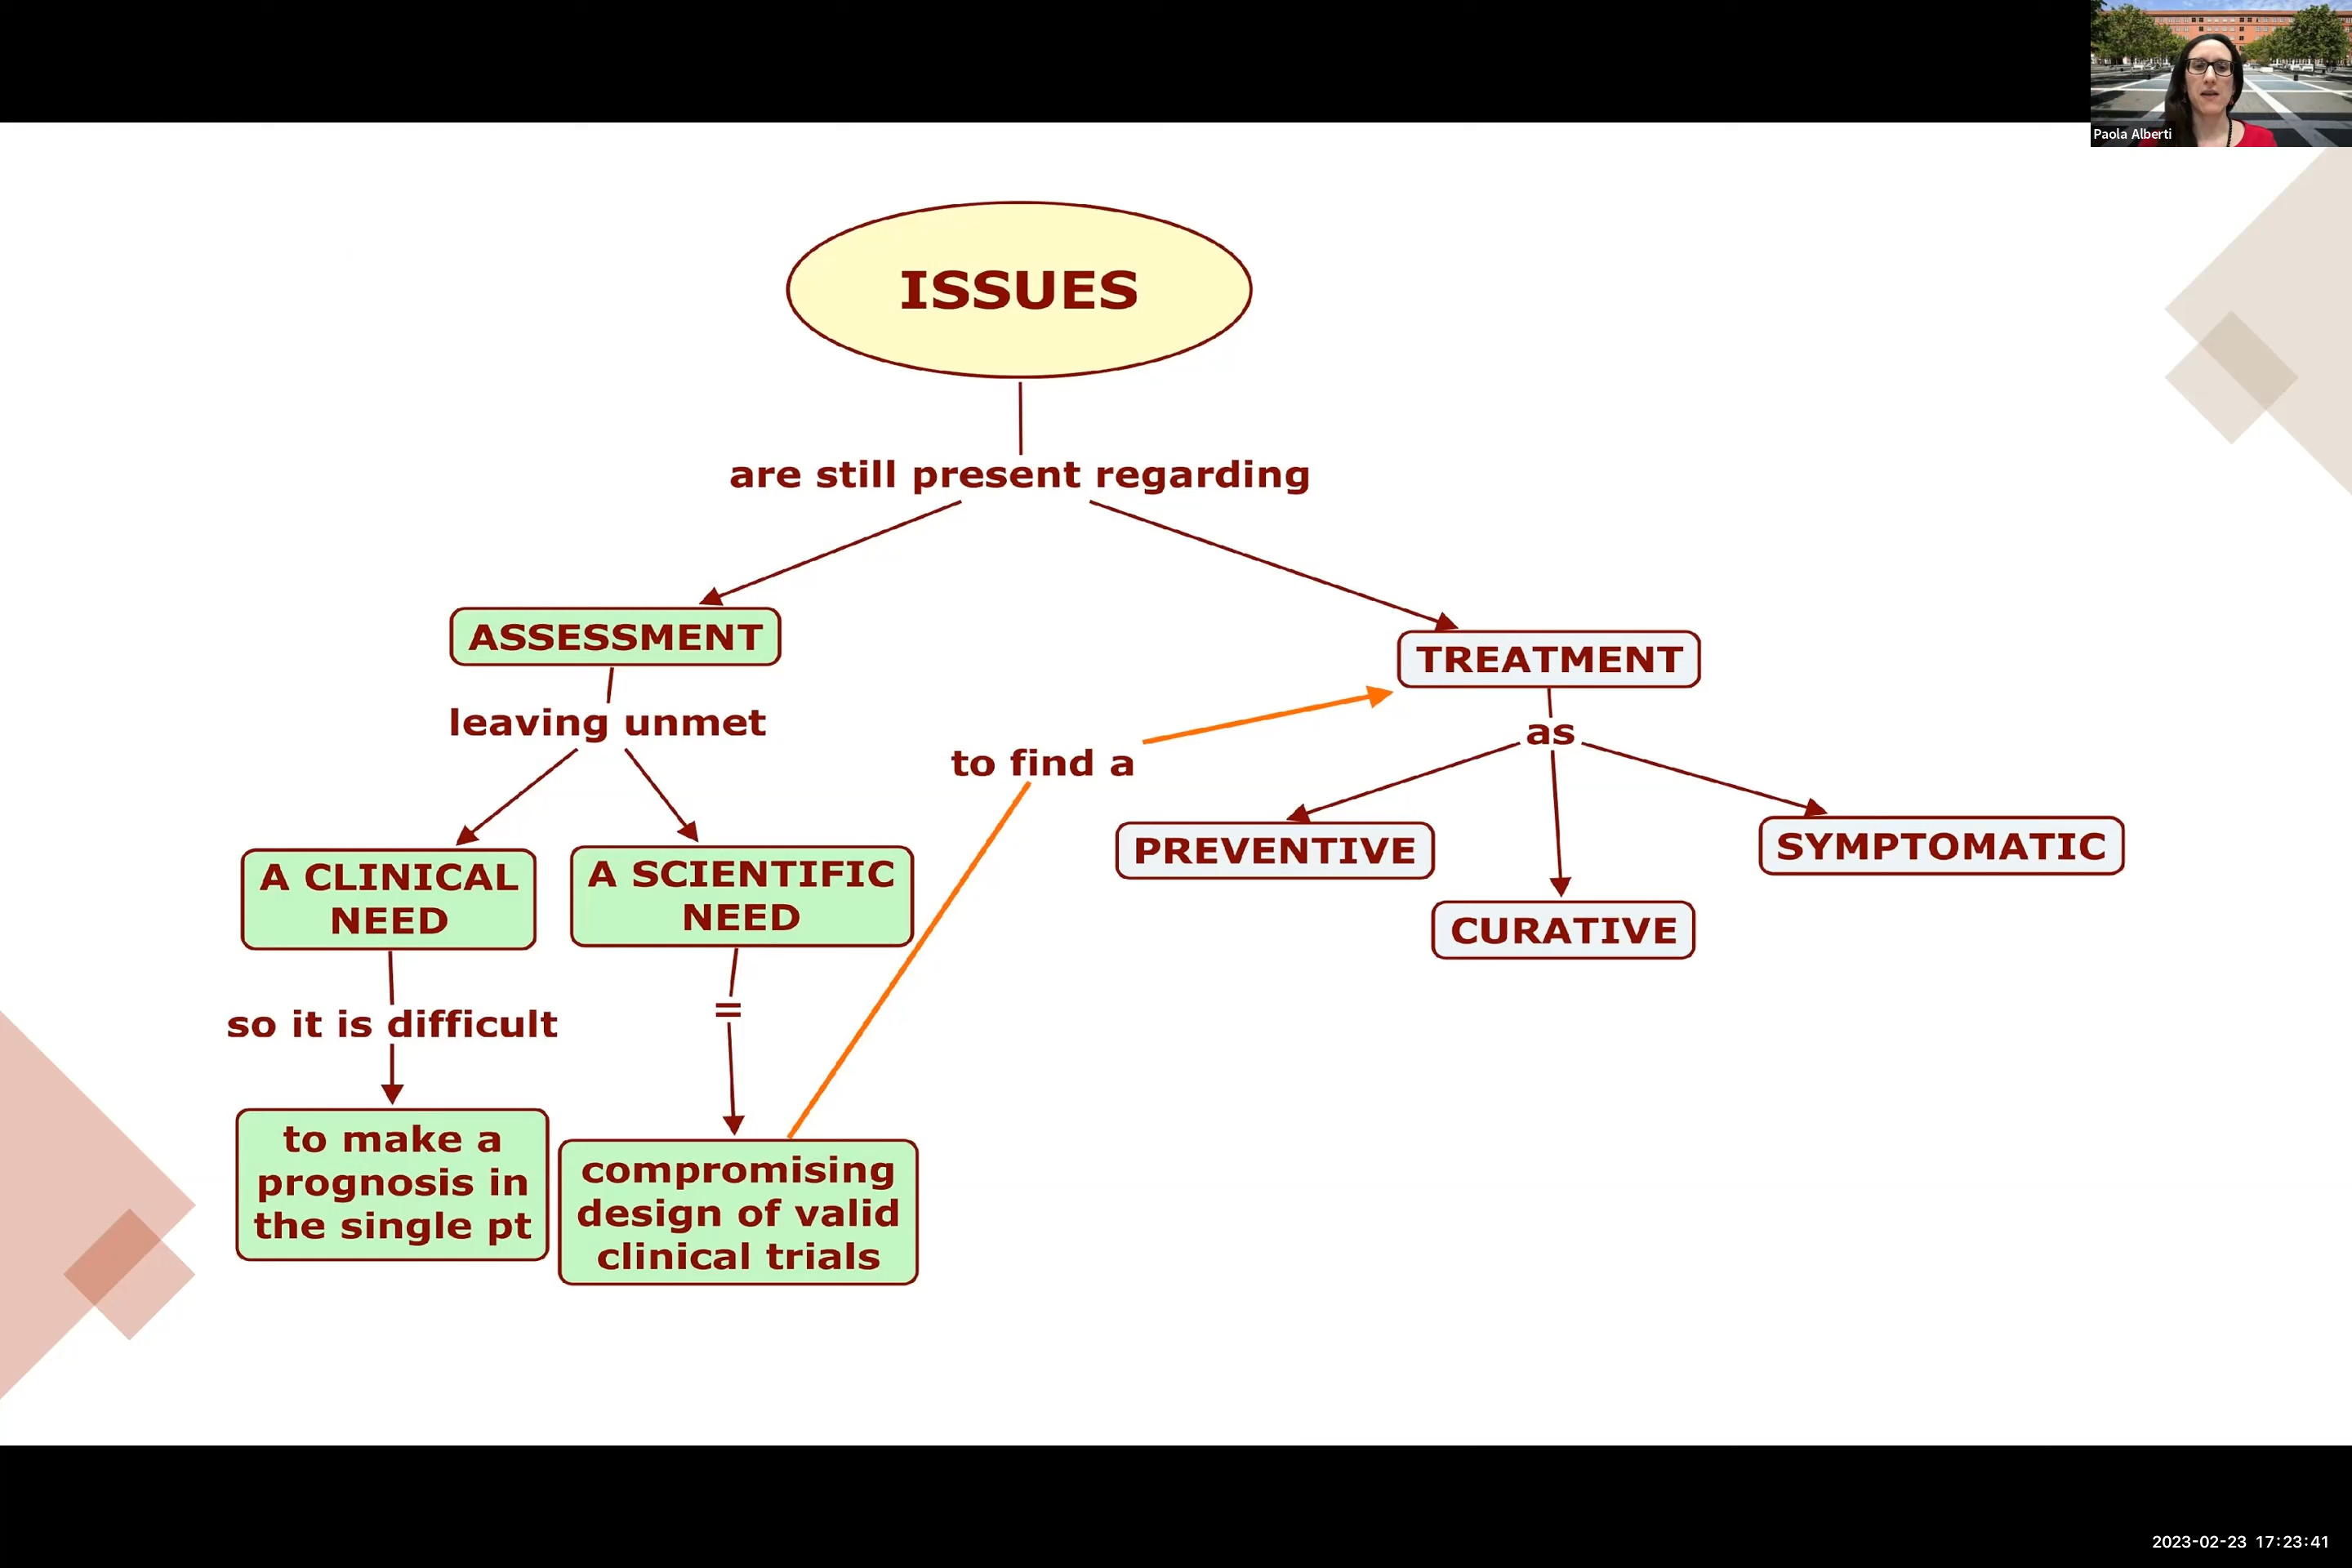 Paola Alberti
ISSUES
are still present regarding
ASSESSMENT
leaving unmet
A CLINICAL
NEED
so it is difficult
to make a
prognosis in
the single pt
A SCIENTIFIC
NEED
=
compromising
design of valid
clinical trials
to find a
TREATMENT
as
PREVENTIVE
CURATIVE
SYMPTOMATIC
2023-02-23 17:23:41